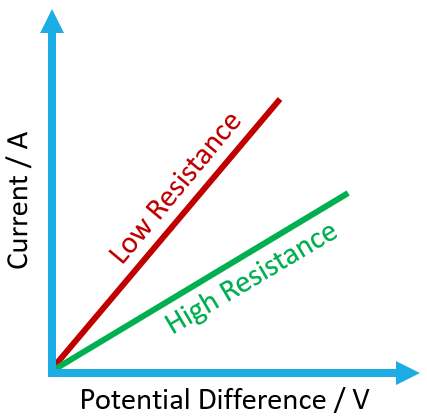 Current / A
Low Resistance
High Resistance
Potential Difference / V